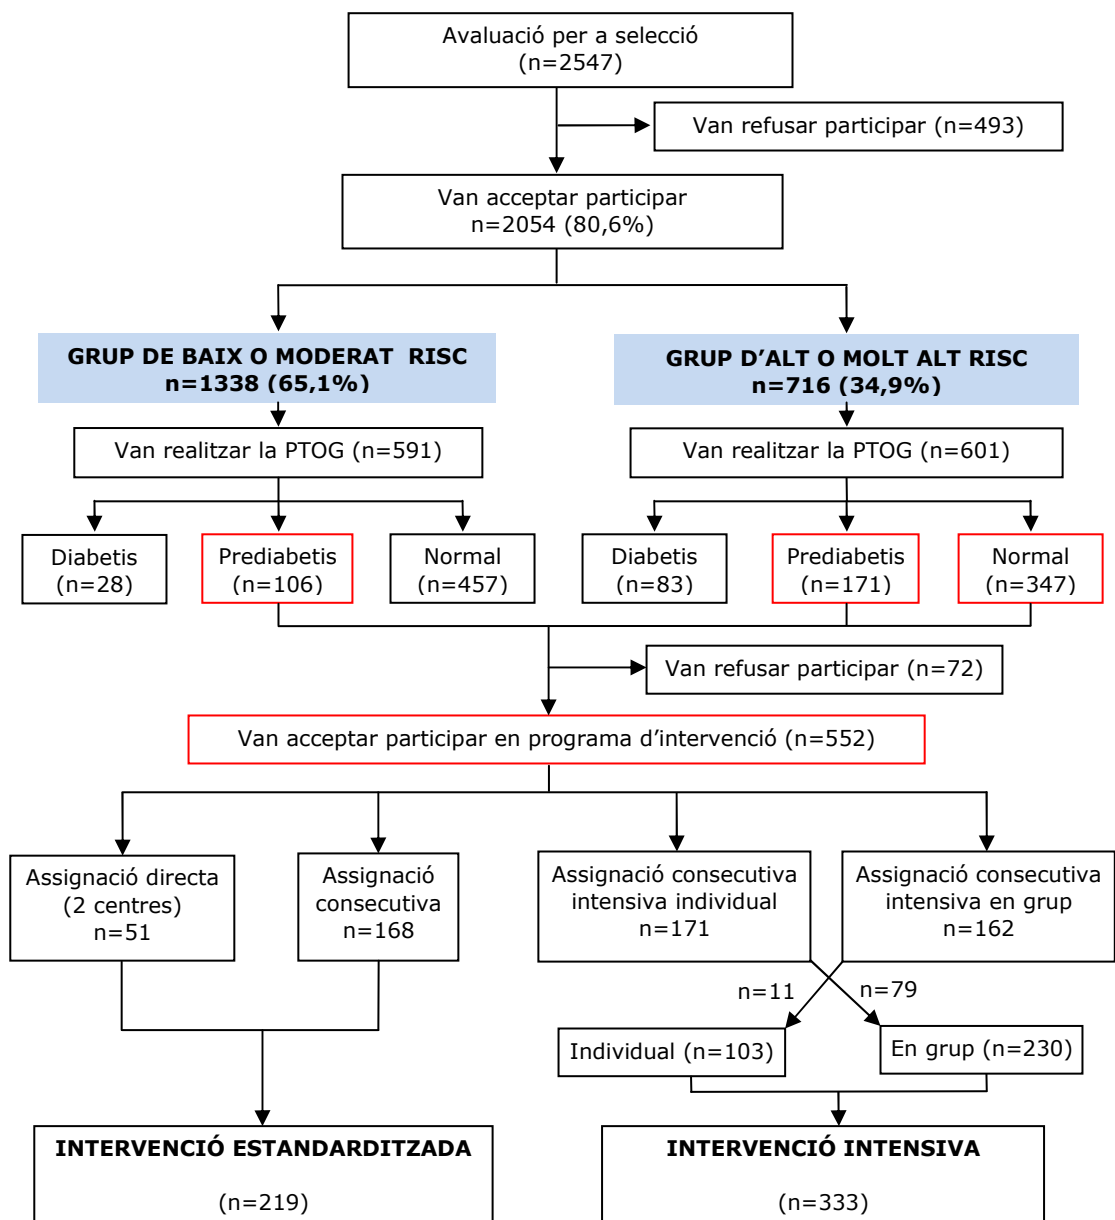 Avaluació per a selecció
(n=2547)
Van refusar participar (n=493)
Van acceptar participar
n=2054 (80,6%)
GRUP DE BAIX O MODERAT RISC
n=1338 (65,1%)
GRUP D’ALT O MOLT ALT RISC
n=716 (34,9%)
Van realitzar la PTOG (n=591)
Van realitzar la PTOG (n=601)
Diabetis
(n=28)
Prediabetis
(n=106)
Normal
(n=457)
Diabetis
(n=83)
Prediabetis
(n=171)
Normal
(n=347)
Van refusar participar (n=72)
Van acceptar participar en programa d’intervenció (n=552)
Assignació directa
(2 centres)
n=51
Assignació
consecutiva
n=168
Assignació consecutiva
intensiva individual
n=171
Assignació consecutiva
intensiva en grup
n=162
n=11
n=79
Individual (n=103)
En grup (n=230)
INTERVENCIÓ ESTANDARDITZADA
(n=219)
INTERVENCIÓ INTENSIVA
(n=333)